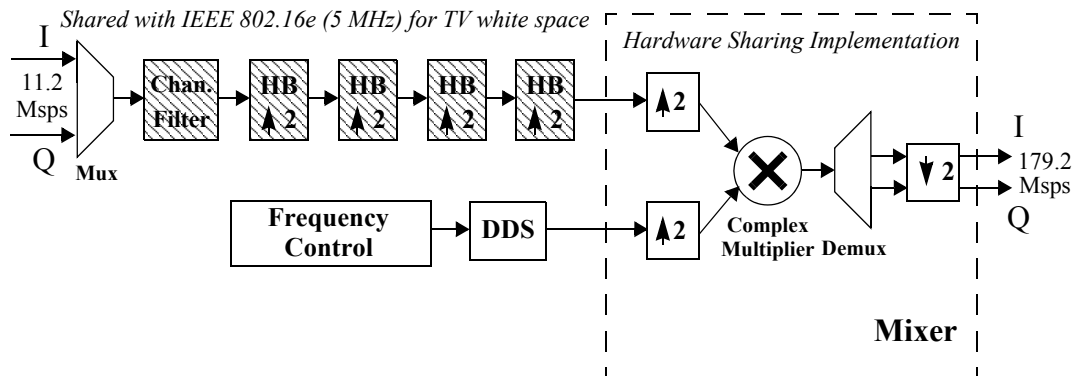 Shared with IEEE 802.16e (5 MHz) for TV white space
Hardware Sharing Implementation
I
11.2
Msps
Q
Mux
Chan.
Filter
HB
2
HB
2
HB
2
HB
2
2
Frequency
Control
DDS
2
Complex
Multiplier
Demux
2
I
179.2
Msps
Q
Mixer